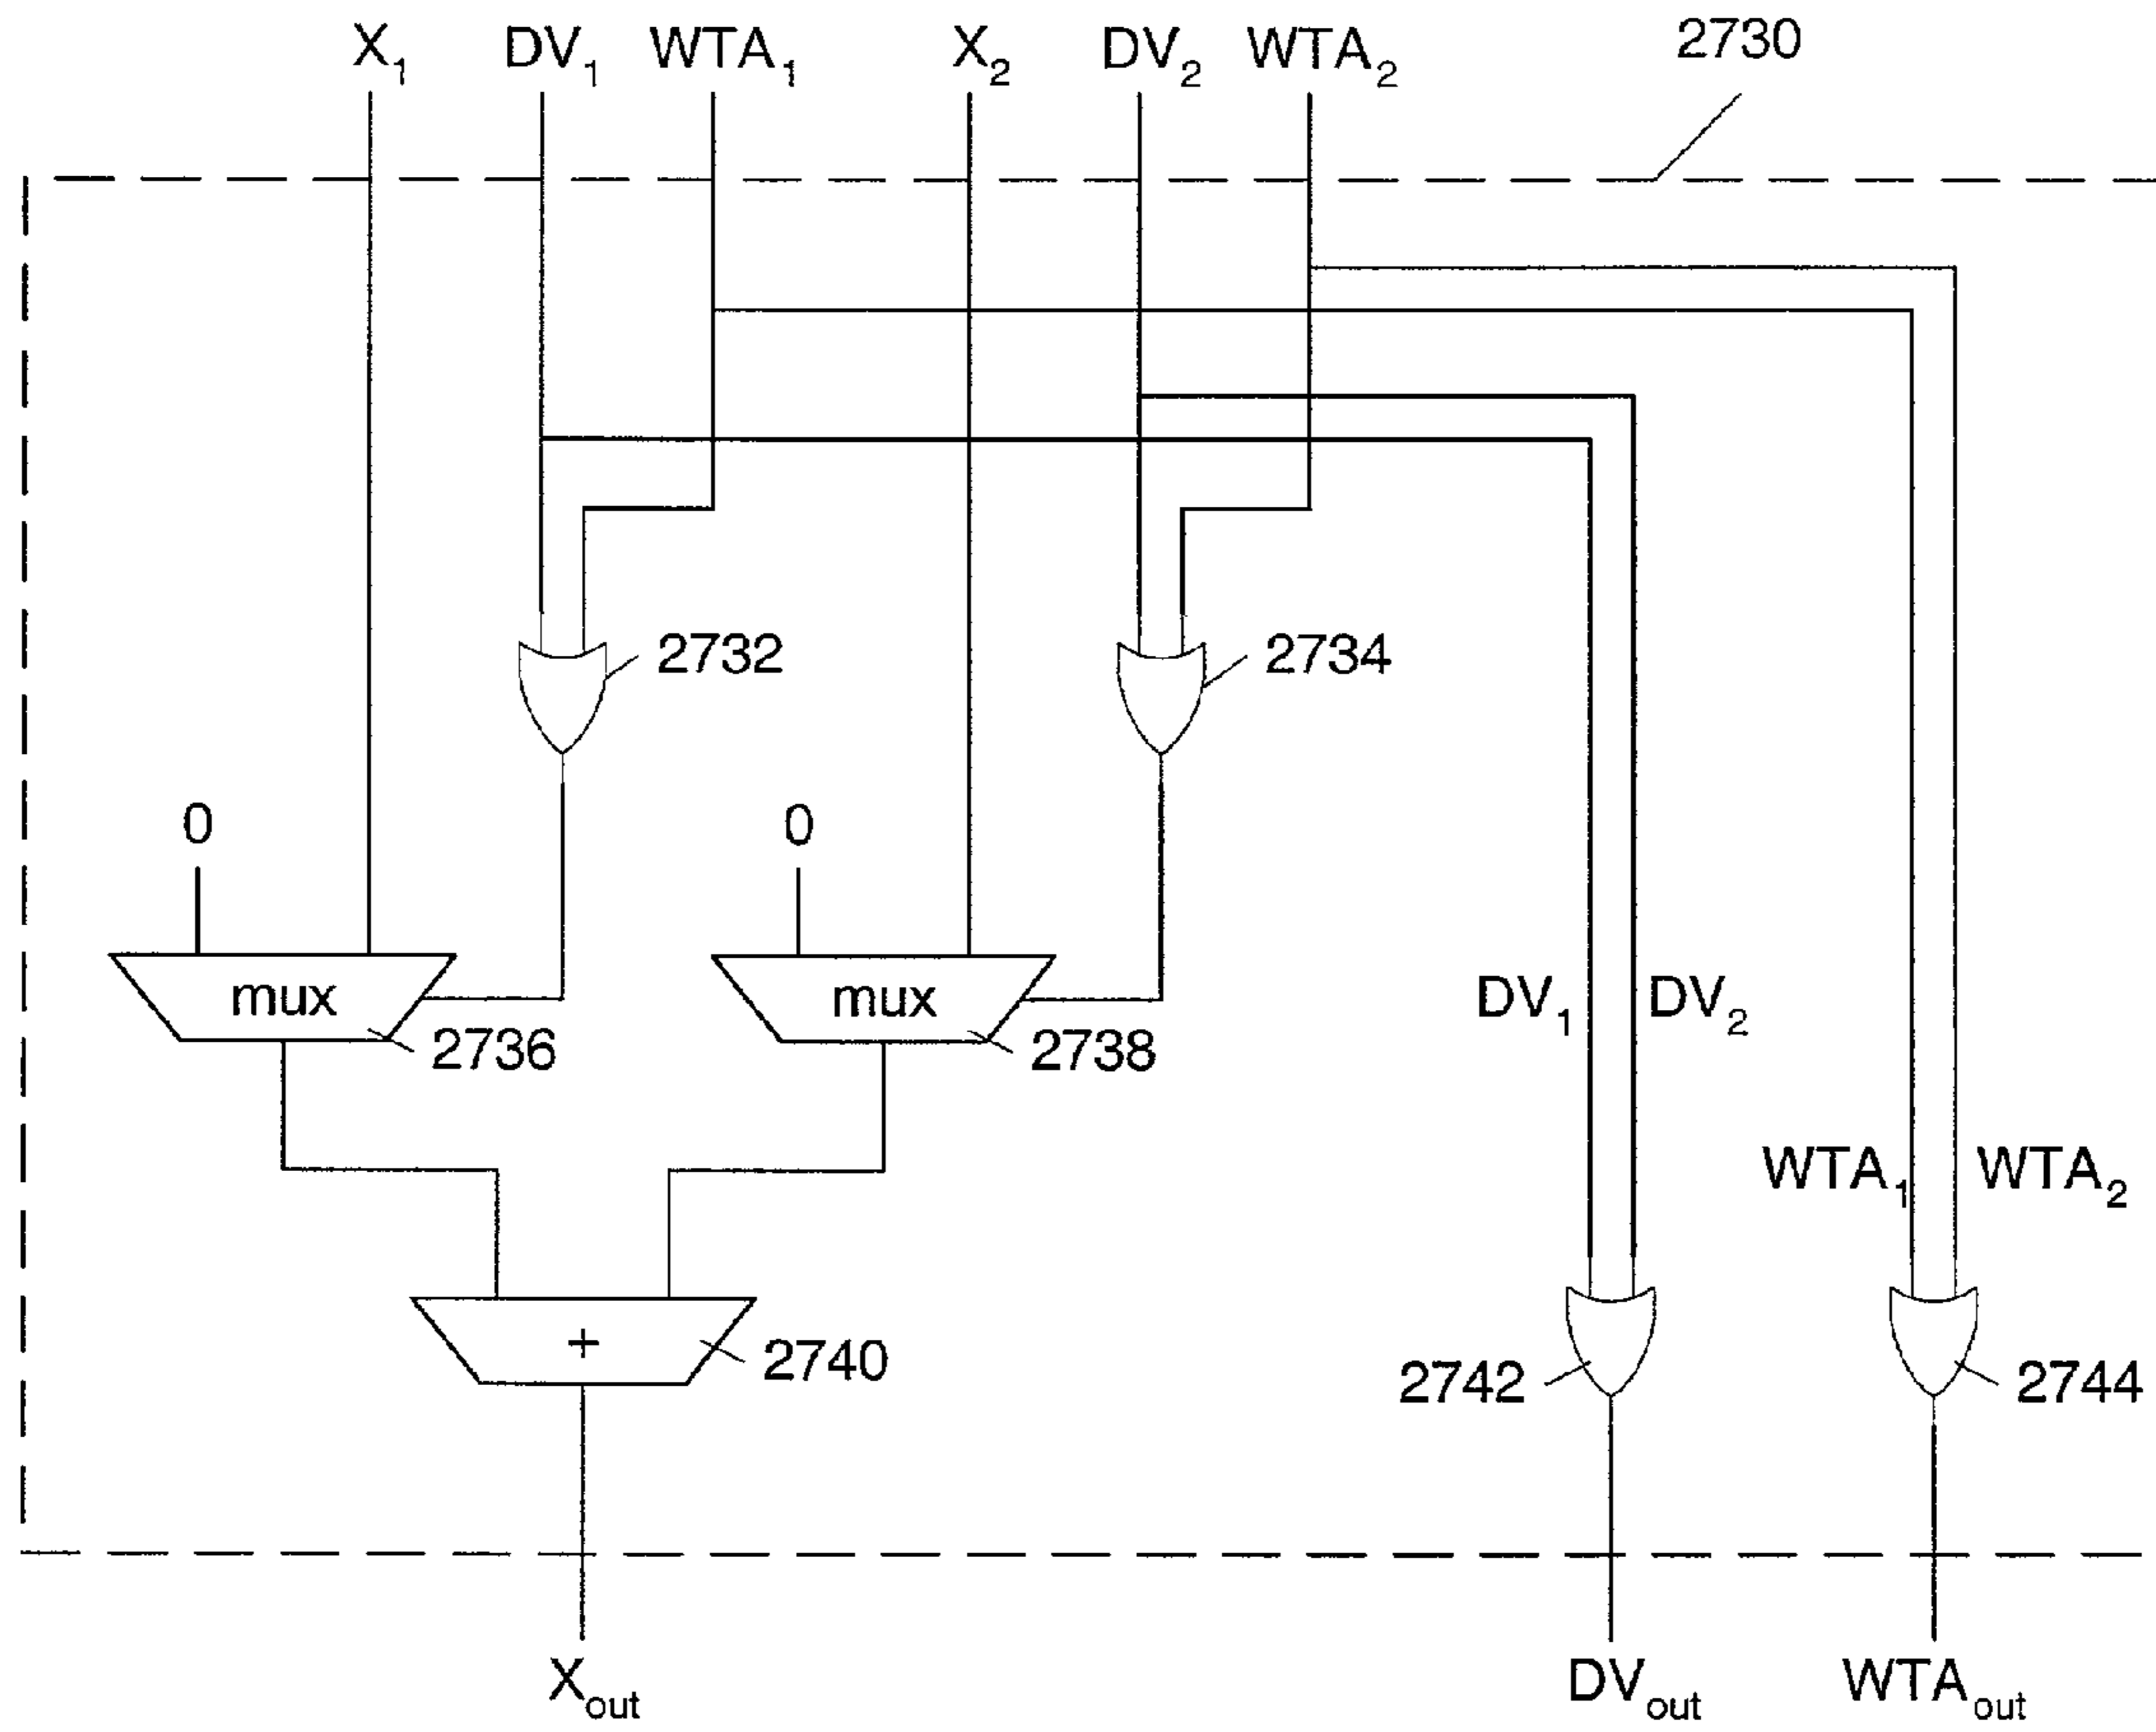 X₁ DV₁ WTA₁ X₂ DV₂ WTA₂ 2730
2732 2734
0 0
mux mux DV₁ DV₂
2736 2738
WTA₁ WTA₂
+ 2740 2742 2744
Xout DVout WTAout